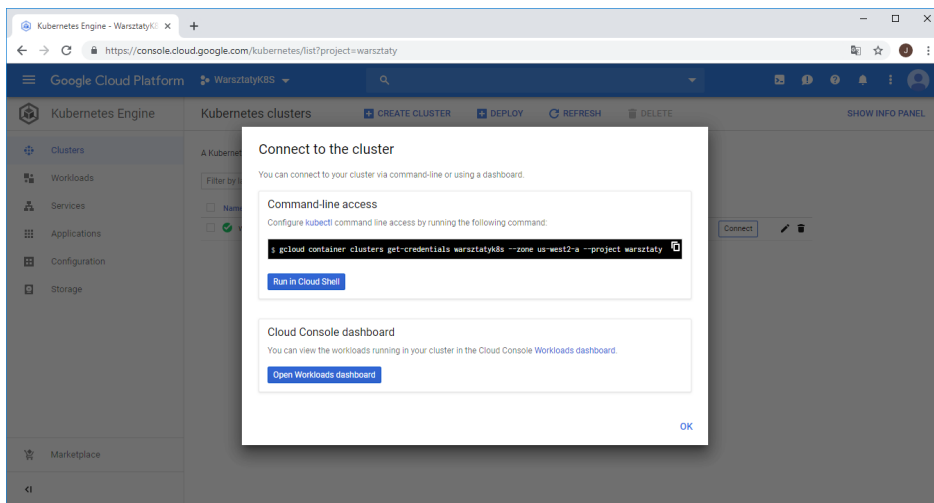 Kubernetes Engine - WarsztatyK8
https://console.cloud.google.com/kubernetes/list?project=warsztaty
J
Google Cloud Platform WarsztatyK8S
Kubernetes Engine Kubernetes clusters CREATE CLUSTER DEPLOY REFRESH DELETE SHOW INFO PANEL
Clusters
Workloads
Services
Applications
Configuration
Storage
Marketplace
A Kubernet
Filter by la
Name
w
Connect
Connect to the cluster
You can connect to your cluster via command-line or using a dashboard.
Command-line access
Configure kubectl command line access by running the following command:
$ gcloud container clusters get-credentials warsztatyk8s --zone us-west2-a --project warsztaty
Run in Cloud Shell
Cloud Console dashboard
You can view the workloads running in your cluster in the Cloud Console Workloads dashboard.
Open Workloads dashboard
OK